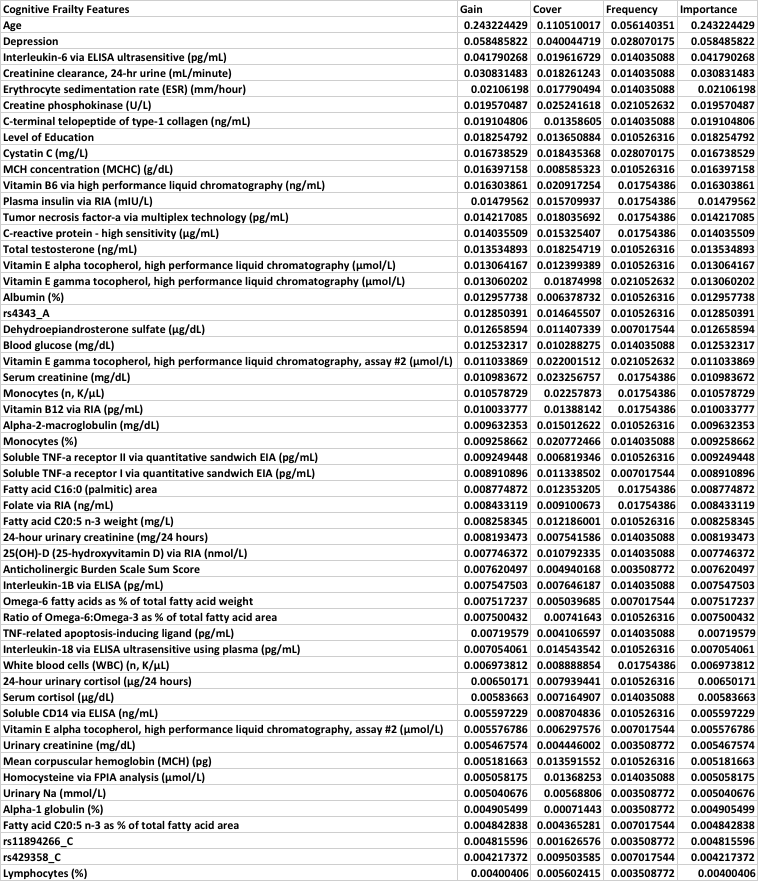 Cognitive Frailty Features Gain Cover Frequency Importance
Age 0.243224429 0.110510017 0.056140351 0.243224429
Depression 0.058485822 0.040044719 0.028070175 0.058485822
Interleukin-6 via ELISA ultrasensitive (pg/mL) 0.041790268 0.019616729 0.014035088 0.041790268
Creatinine clearance, 24-hr urine (mL/minute) 0.030831483 0.018261243 0.014035088 0.030831483
Erythrocyte sedimentation rate (ESR) (mm/hour) 0.02106198 0.017790494 0.014035088 0.02106198
Creatine phosphokinase (U/L) 0.019570487 0.025241618 0.021052632 0.019570487
C-terminal telopeptide of type-1 collagen (ng/mL) 0.019104806 0.01358605 0.014035088 0.019104806
Level of Education 0.018254792 0.013650884 0.010526316 0.018254792
Cystatin C (mg/L) 0.016738529 0.018435368 0.028070175 0.016738529
MCH concentration (MCHC) (g/dL) 0.016397158 0.008585323 0.010526316 0.016397158
Vitamin B6 via high performance liquid chromatography (ng/mL) 0.016303861 0.020917254 0.01754386 0.016303861
Plasma insulin via RIA (mIU/L) 0.01479562 0.015709937 0.01754386 0.01479562
Tumor necrosis factor-a via multiplex technology (pg/mL) 0.014217085 0.018035692 0.01754386 0.014217085
C-reactive protein - high sensitivity (µg/mL) 0.014035509 0.015325407 0.01754386 0.014035509
Total testosterone (ng/mL) 0.013534893 0.018254719 0.010526316 0.013534893
Vitamin E alpha tocopherol, high performance liquid chromatography (µmol/L) 0.013064167 0.012399389 0.010526316 0.013064167
Vitamin E gamma tocopherol, high performance liquid chromatography (µmol/L) 0.013060202 0.01874998 0.021052632 0.013060202
Albumin (%) 0.012957738 0.006378732 0.010526316 0.012957738
rs4343_A 0.012850391 0.014645507 0.010526316 0.012850391
Dehydroepiandrosterone sulfate (µg/dL) 0.012658594 0.011407339 0.007017544 0.012658594
Blood glucose (mg/dL) 0.012532317 0.010288275 0.014035088 0.012532317
Vitamin E gamma tocopherol, high performance liquid chromatography, assay #2 (µmol/L) 0.011033869 0.022001512 0.021052632 0.011033869
Serum creatinine (mg/dL) 0.010983672 0.023256757 0.01754386 0.010983672
Monocytes (n, K/µL) 0.010578729 0.02257873 0.01754386 0.010578729
Vitamin B12 via RIA (pg/mL) 0.010033777 0.01388142 0.01754386 0.010033777
Alpha-2-macroglobulin (mg/dL) 0.009632353 0.015012622 0.010526316 0.009632353
Monocytes (%) 0.009258662 0.020772466 0.014035088 0.009258662
Soluble TNF-a receptor II via quantitative sandwich EIA (pg/mL) 0.009249448 0.006819346 0.010526316 0.009249448
Soluble TNF-a receptor I via quantitative sandwich EIA (pg/mL) 0.008910896 0.011338502 0.007017544 0.008910896
Fatty acid C16:0 (palmitic) area 0.008774872 0.012353205 0.01754386 0.008774872
Folate via RIA (ng/mL) 0.008433119 0.009100673 0.01754386 0.008433119
Fatty acid C20:5 n-3 weight (mg/L) 0.008258345 0.012186001 0.010526316 0.008258345
24-hour urinary creatinine (mg/24 hours) 0.008193473 0.007541586 0.014035088 0.008193473
25(OH)-D (25-hydroxyvitamin D) via RIA (nmol/L) 0.007746372 0.010792335 0.014035088 0.007746372
Anticholinergic Burden Scale Sum Score 0.007620497 0.004940168 0.003508772 0.007620497
Interleukin-1B via ELISA (pg/mL) 0.007547503 0.007646187 0.014035088 0.007547503
Omega-6 fatty acids as % of total fatty acid weight 0.007517237 0.005039685 0.007017544 0.007517237
Ratio of Omega-6:Omega-3 as % of total fatty acid area 0.007500432 0.00741643 0.007017544 0.007500432
TNF-related apoptosis-inducing ligand (pg/mL) 0.00719579 0.004106597 0.014035088 0.00719579
Interleukin-18 via ELISA ultrasensitive using plasma (pg/mL) 0.007054061 0.014543542 0.010526316 0.007054061
White blood cells (WBC) (n, K/µL) 0.006973812 0.008888854 0.01754386 0.006973812
24-hour urinary cortisol (µg/24 hours) 0.00650171 0.007939441 0.010526316 0.00650171
Serum cortisol (µg/dL) 0.00583663 0.007164907 0.014035088 0.00583663
Soluble CD14 via ELISA (ng/mL) 0.005597229 0.008704836 0.010526316 0.005597229
Vitamin E alpha tocopherol, high performance liquid chromatography, assay #2 (µmol/L) 0.005576786 0.006297576 0.007017544 0.005576786
Urinary creatinine (mg/dL) 0.005467574 0.004446002 0.003508772 0.005467574
Mean corpuscular hemoglobin (MCH) (pg) 0.005181663 0.013591552 0.010526316 0.005181663
Homocysteine via FPIA analysis (µmol/L) 0.005058175 0.01368253 0.014035088 0.005058175
Urinary Na (mmol/L) 0.005040676 0.00568806 0.003508772 0.005040676
Alpha-1 globulin (%) 0.004905499 0.00071443 0.003508772 0.004905499
Fatty acid C20:5 n-3 as % of total fatty acid area 0.004842838 0.004365281 0.007017544 0.004842838
rs11894266_C 0.004815596 0.001626576 0.003508772 0.004815596
rs429358_C 0.004217372 0.009503585 0.007017544 0.004217372
Lymphocytes (%) 0.00400406 0.005602415 0.003508772 0.00400406